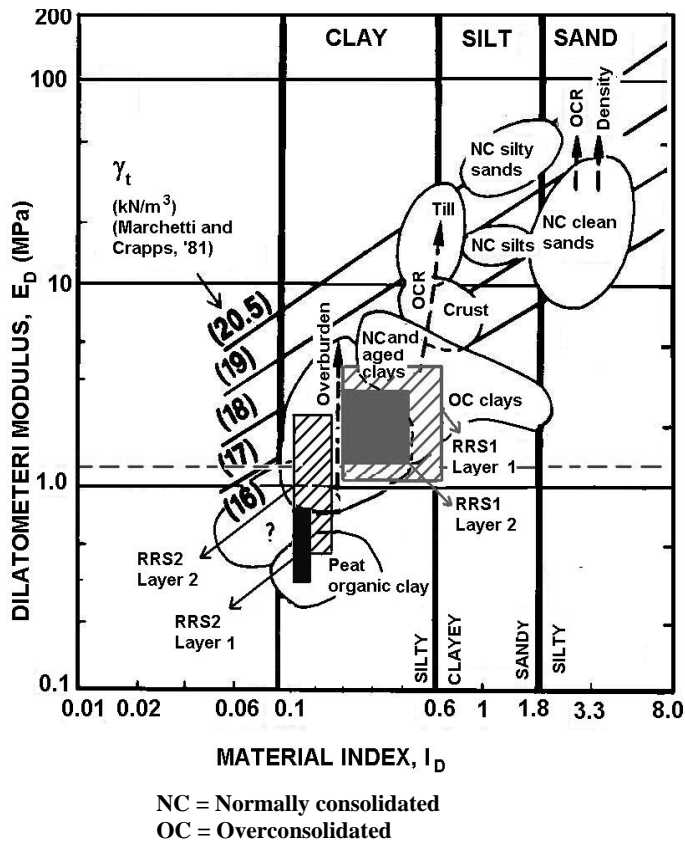 200
CLAY
SILT
SAND
100
OCR
Density
NC silty
sands
γt
(kN/m³)
(Marchetti and
Crapps, '81)
Till
NC silts
NC clean
sands
10
OCR
Crust
(20.5)
(19)
(18)
(17)
(16)
Overburden
NC and
aged
clays
OC clays
RRS1
Layer 1
1.0
RRS1
Layer 2
?
RRS2
Layer 2
Peat
organic clay
RRS2
Layer 1
SILTY
CLAYEY
SANDY
SILTY
0.1
0.01
0.02
0.06
0.1
0.6
1
1.8
3.3
8.0
DILATOMETERI MODULUS, ED (MPa)
MATERIAL INDEX, ID
NC = Normally consolidated
OC = Overconsolidated